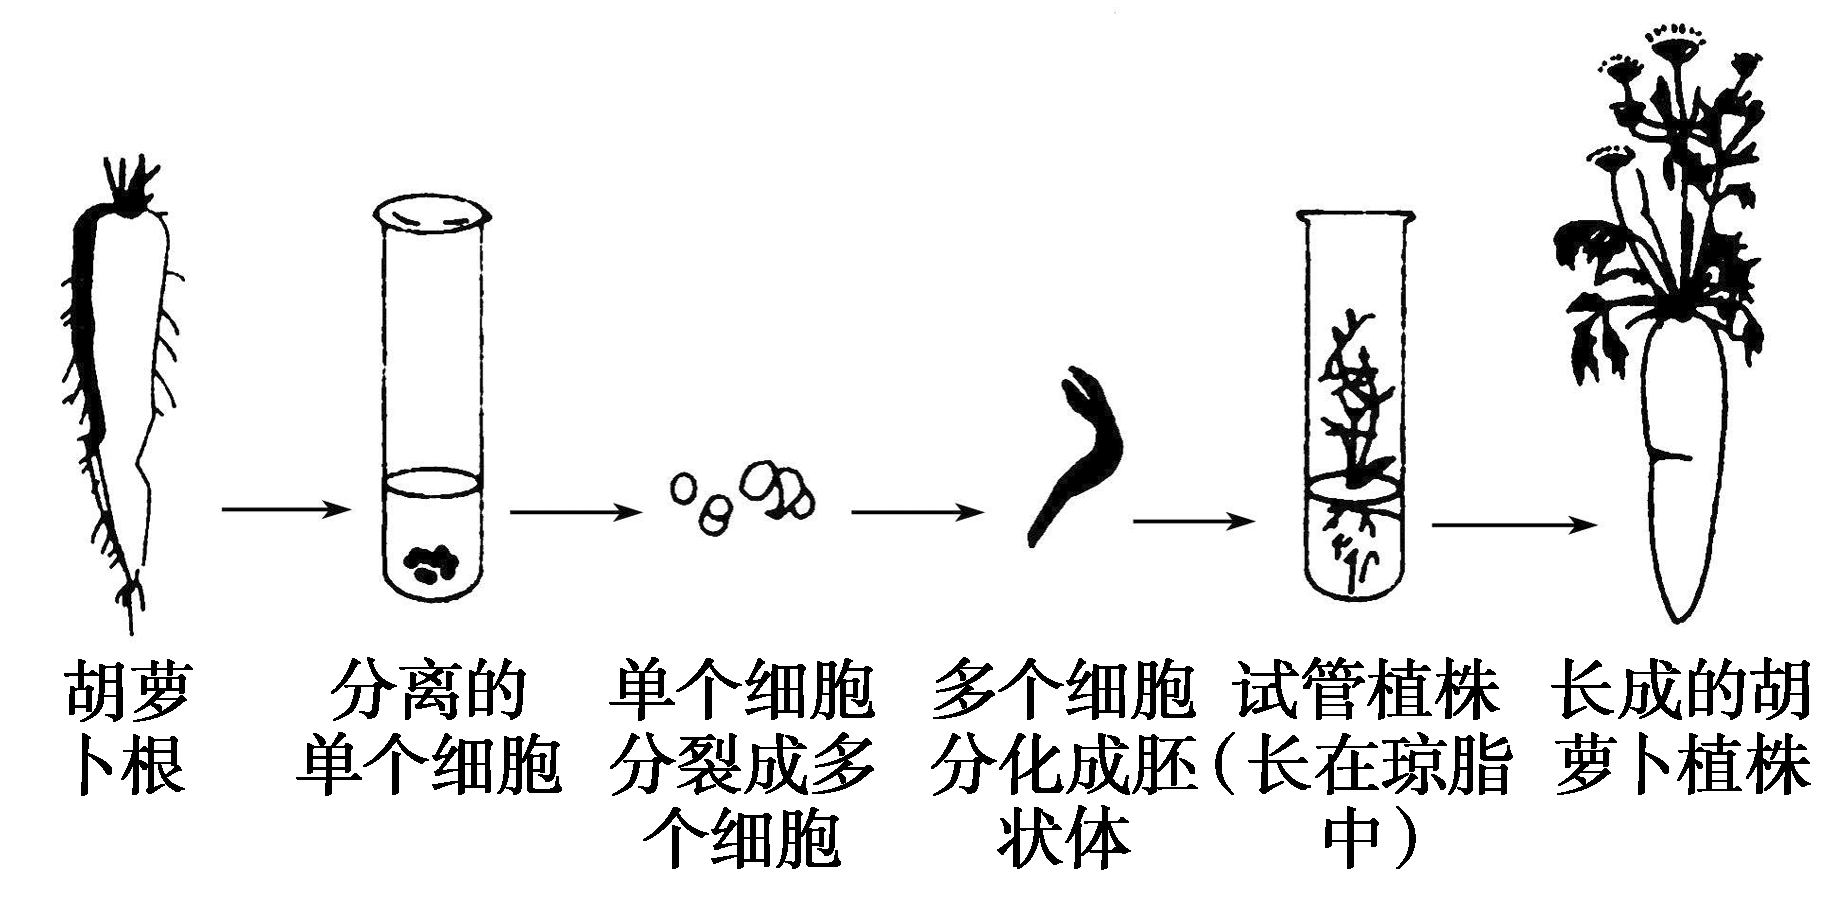 胡萝
卜根
分离的
单个细胞
单个细胞
分裂成多
个细胞
多个细胞
分化成胚
状体
试管植株
(长在琼脂
中)
长成的胡
萝卜植株